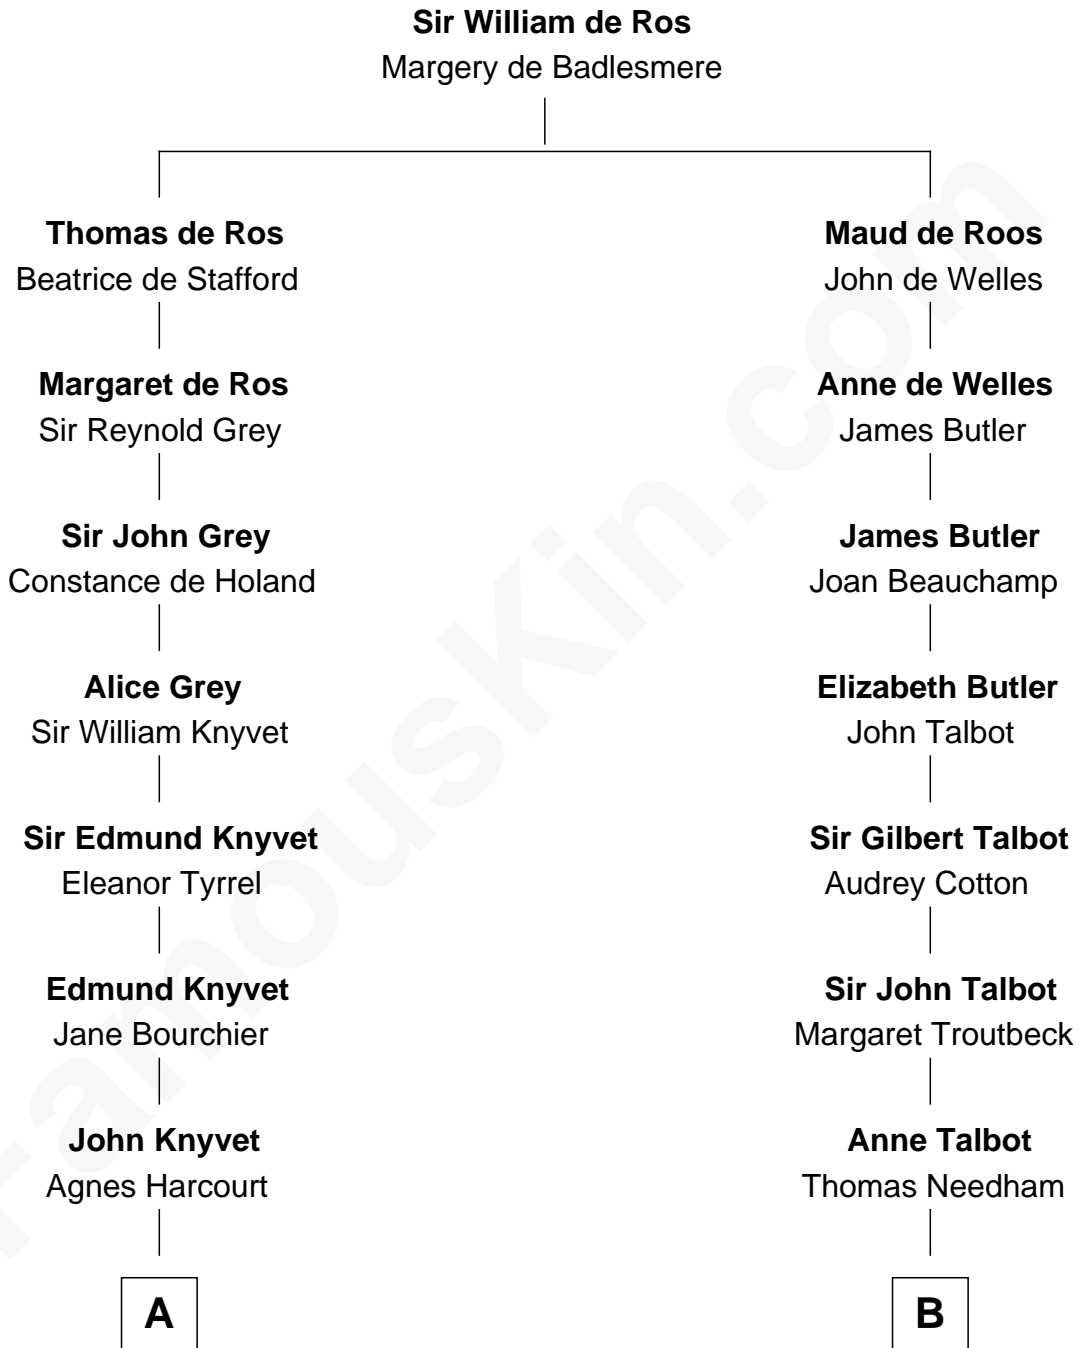 Sir William de Ros
Margery de Badlesmere
Thomas de Ros
Beatrice de Stafford
Maud de Roos
John de Welles
Margaret de Ros
Sir Reynold Grey
Anne de Welles
James Butler
Sir John Grey
Constance de Holand
James Butler
Joan Beauchamp
Alice Grey
Sir William Knyvet
Elizabeth Butler
John Talbot
Sir Edmund Knyvet
Eleanor Tyrrel
Sir Gilbert Talbot
Audrey Cotton
Edmund Knyvet
Jane Bourchier
Sir John Talbot
Margaret Troutbeck
John Knyvet
Agnes Harcourt
Anne Talbot
Thomas Needham
A
B
FamousKin.com